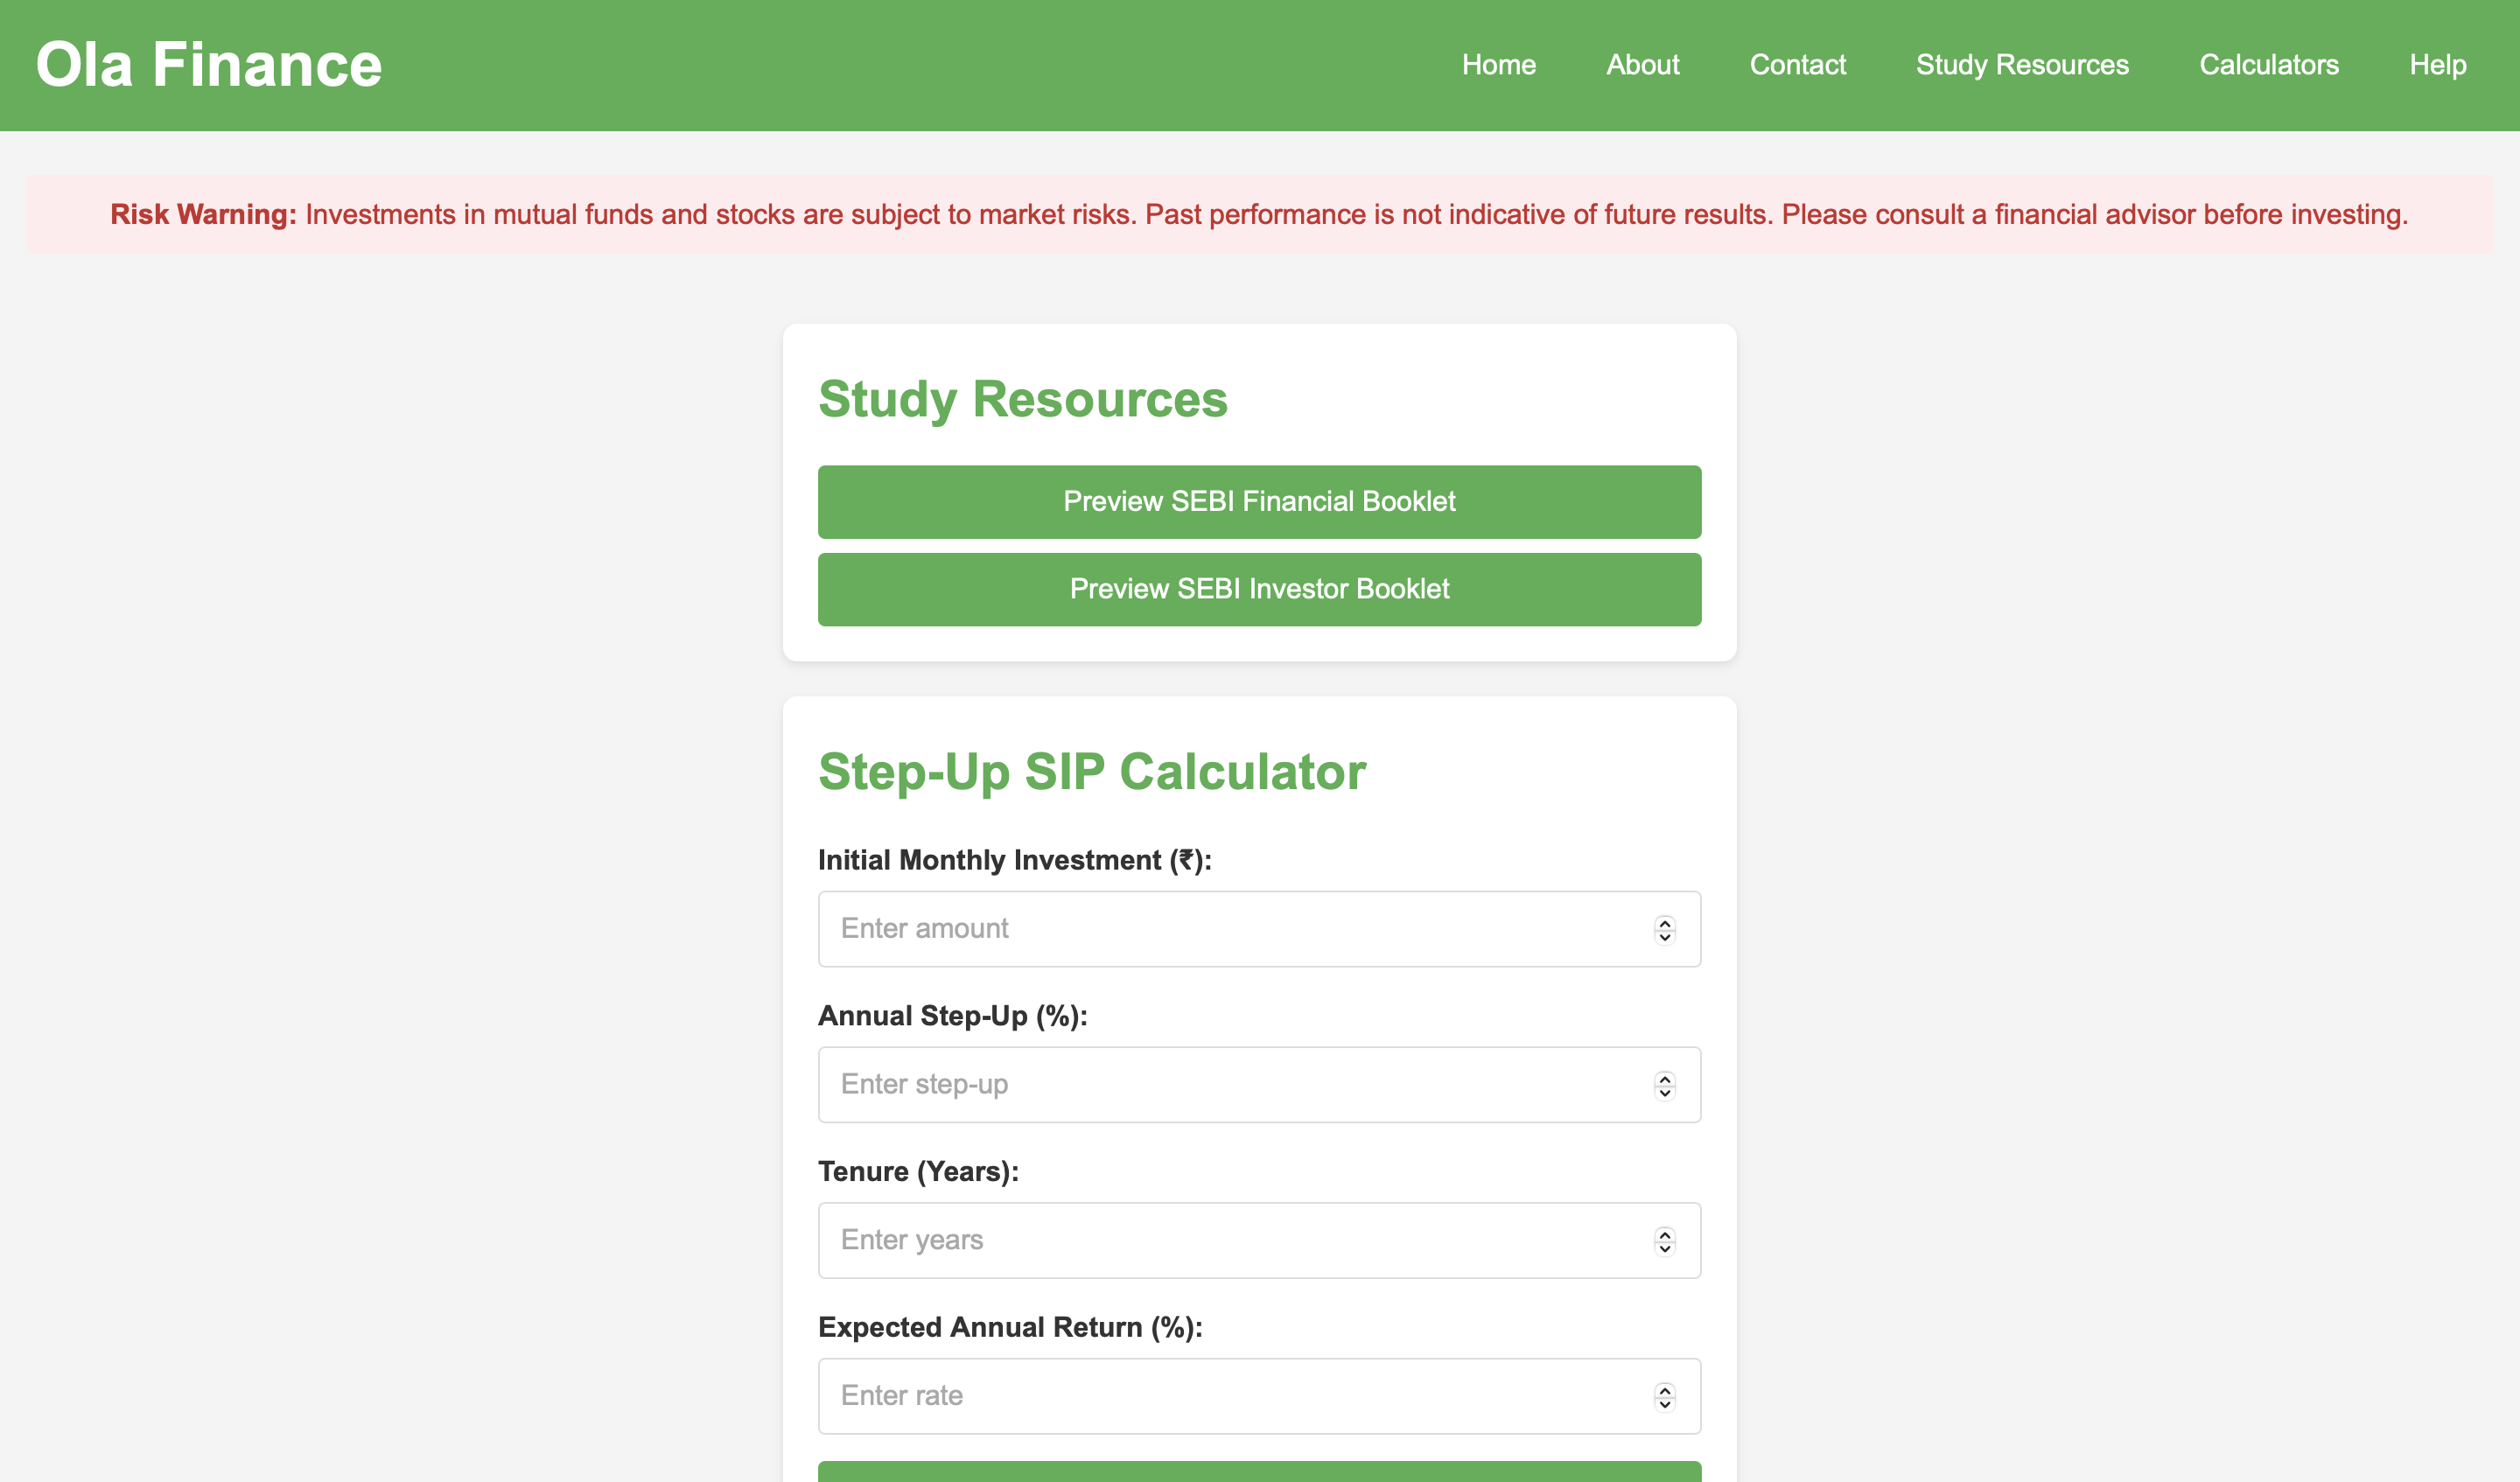 Ola Finance
Home About Contact Study Resources Calculators Help
Risk Warning: Investments in mutual funds and stocks are subject to market risks. Past performance is not indicative of future results. Please consult a financial advisor before investing.
Study Resources
Preview SEBI Financial Booklet
Preview SEBI Investor Booklet
Step-Up SIP Calculator
Initial Monthly Investment (₹):
Enter amount
Annual Step-Up (%):
Enter step-up
Tenure (Years):
Enter years
Expected Annual Return (%):
Enter rate